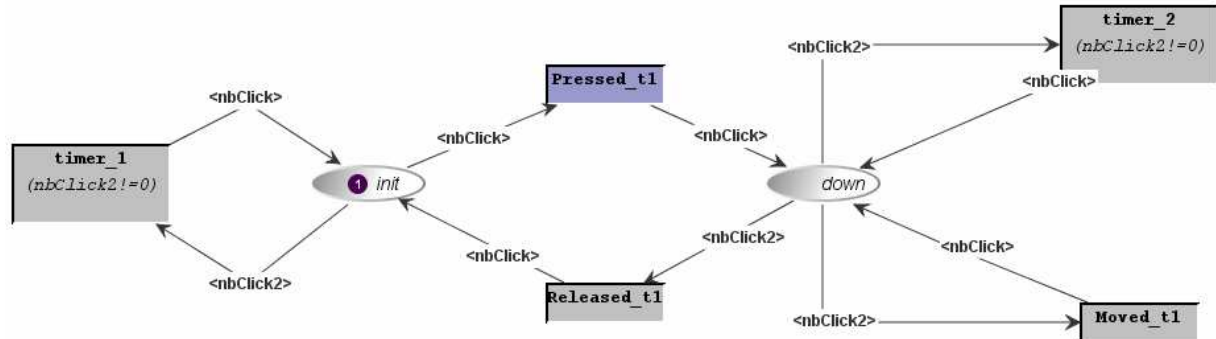 timer_2
<nbClick2>
(nbClick2!=0)
Pressed_t1
<nbClick>
<nbClick>
<nbClick>
<nbClick>
timer_1
(nbClick2!=0)
1 init
down
<nbClick2>
<nbClick>
<nbClick>
<nbClick2>
Released_t1
<nbClick2>
Moved_t1